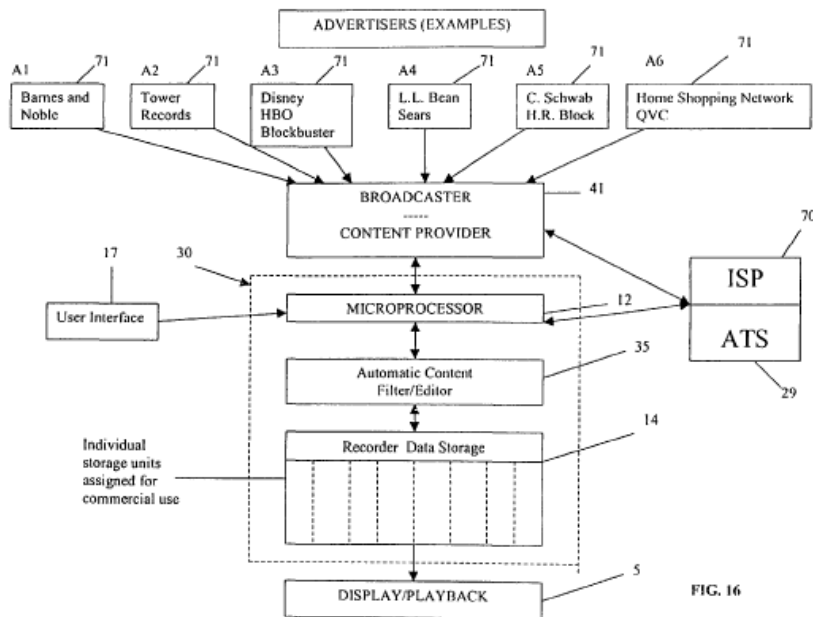 ADVERTISERS (EXAMPLES)
A1 71 A2 71 A3 71 A4 71 A5 71 A6 71
Barnes and
Noble
Tower
Records
Disney
HBO
Blockbuster
L.L. Bean
Sears
C. Schwab
H.R. Block
Home Shopping Network
QVC
BROADCASTER
-----
CONTENT PROVIDER
41
17
30
70
ISP
ATS
29
User Interface
MICROPROCESSOR
12
Automatic Content
Filter/Editor
35
Recorder Data Storage
14
Individual
storage units
assigned for
commercial use
DISPLAY/PLAYBACK
5
FIG. 16